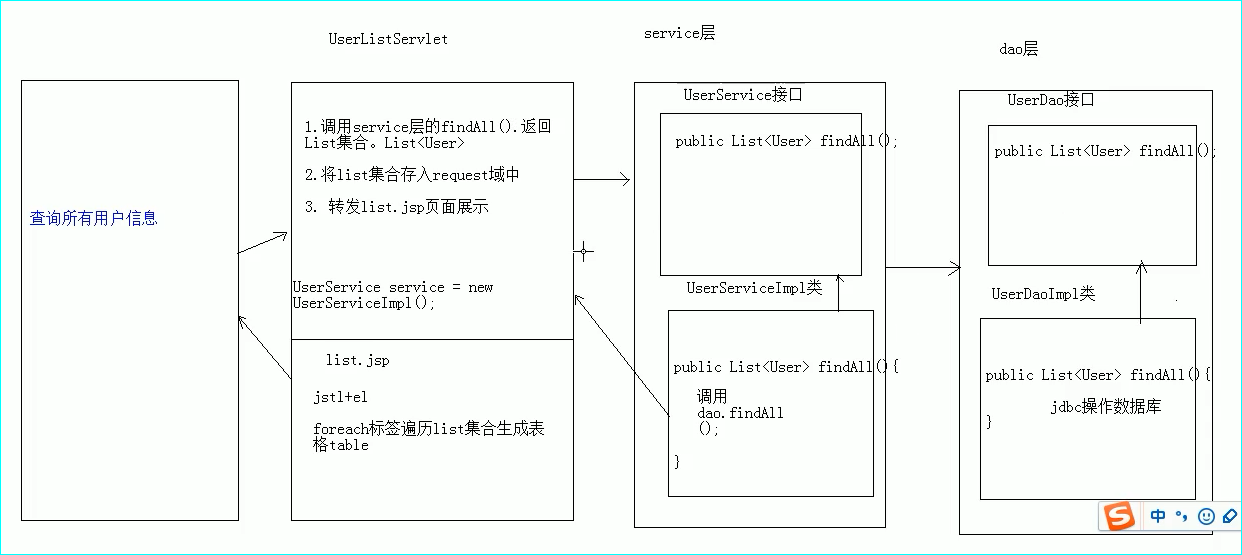 UserListServlet
service层
dao层
查询所有用户信息
1.调用service层的findAll().返回
List集合。List<User>
2.将list集合存入request域中
3. 转发list.jsp页面展示
UserService service = new
UserServiceImpl();
list.jsp
jstl+el
foreach标签遍历list集合生成表
格table
UserService接口
public List<User> findAll();
UserServiceImpl类
public List<User> findAll(){
调用
dao.findAll
();
}
UserDao接口
public List<User> findAll();
UserDaoImpl类
public List<User> findAll(){
jdbc操作数据库
}
S 中